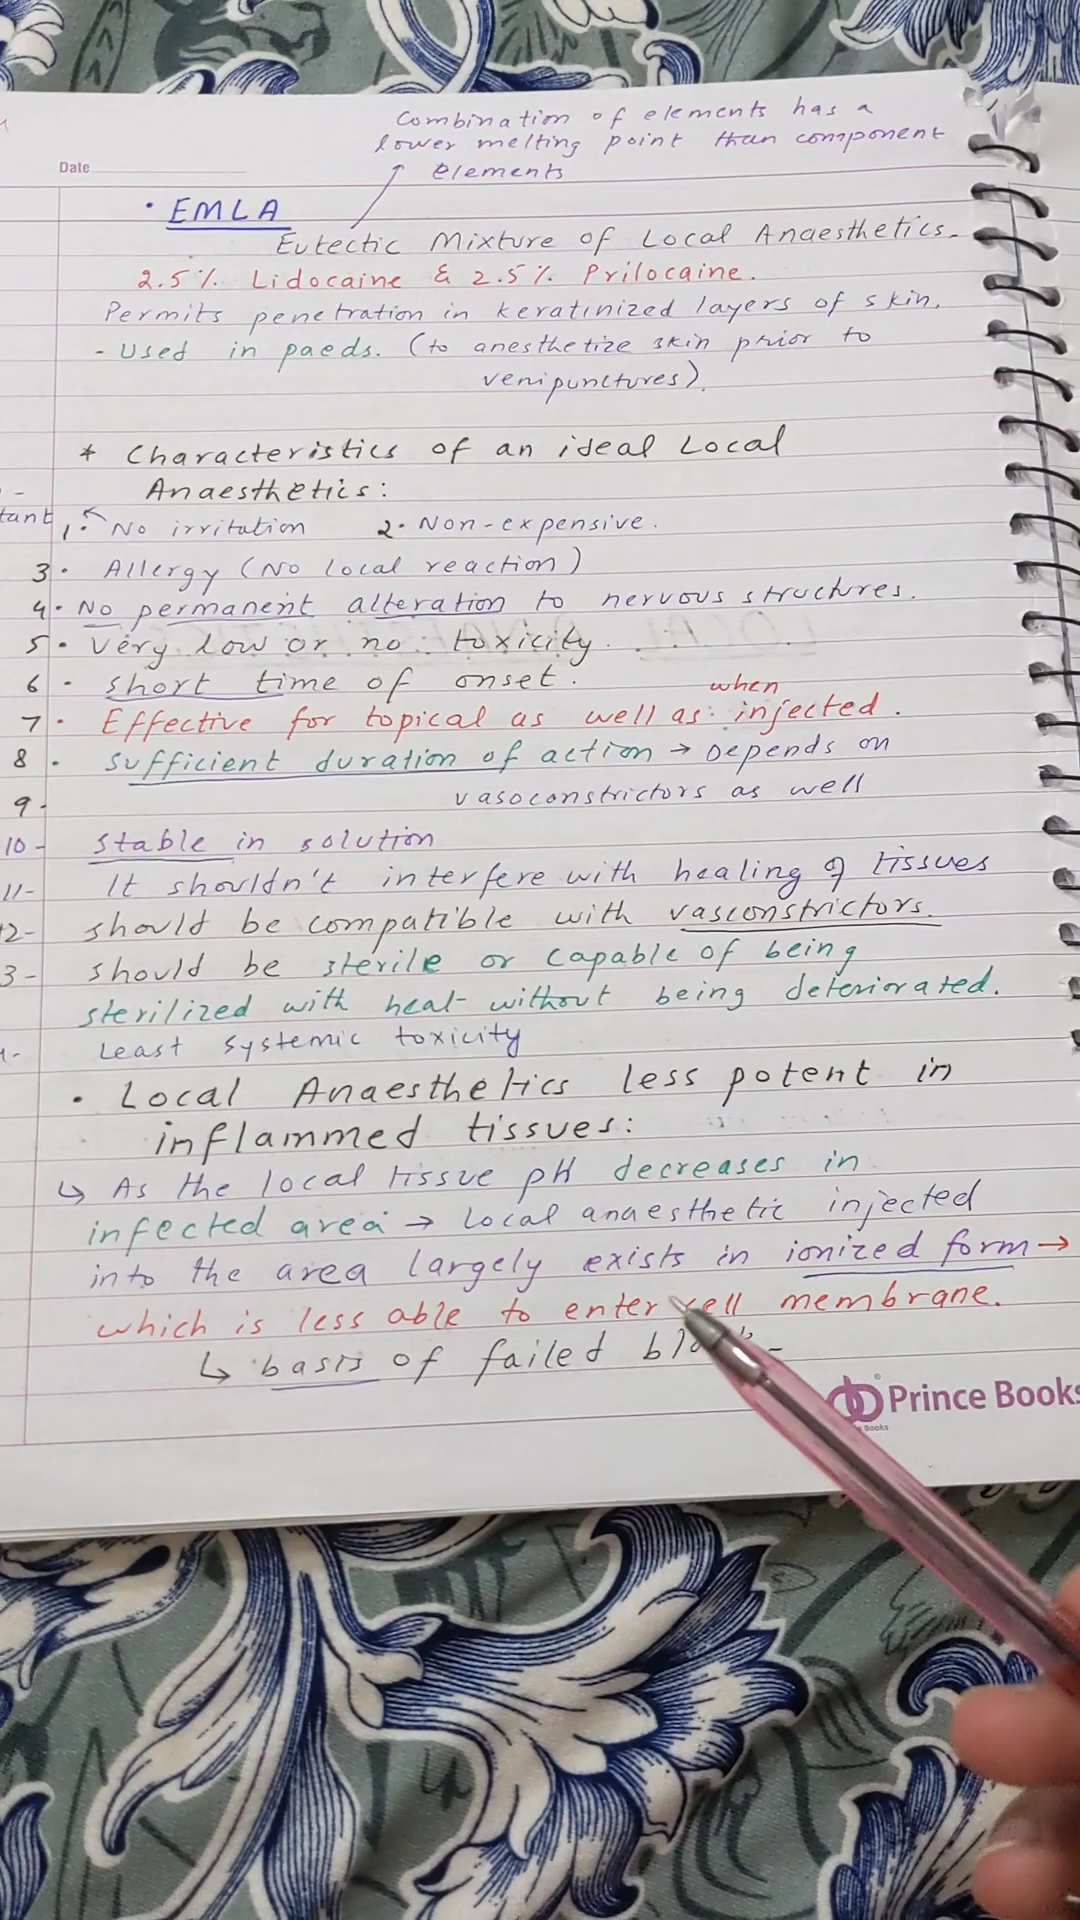 Combination of elements has a
lower melting point than component
elements
Date
• EMLA
Eutectic Mixture of Local Anaesthetics.
2.5% Lidocaine & 2.5% Prilocaine.
Permits penetration in keratinized layers of skin.
- Used in paeds. (to anesthetize skin prior to
venipunctures).
* Characteristics of an ideal Local
Anaesthetics:
tant
1. No irritation 2. Non-expensive.
3. Allergy (No local reaction)
4. No permanent alteration to nervous structures.
5. Very low or no toxicity.
6. short time of onset.
when
7. Effective for topical as well as injected.
8. Sufficient duration of action → Depends on
9. vasoconstrictors as well
10- Stable in solution
11- It shouldn't interfere with healing of tissues
2- should be compatible with vasconstrictors.
3- should be sterile or capable of being
sterilized with heat without being deteriorated.
Least systemic toxicity
• Local Anaesthetics less potent in
inflammed tissues:
↳ As the local tissue pH decreases in
infected area → local anaesthetic injected
into the area largely exists in ionized form →
which is less able to enter cell membrane.
↳ basis of failed
Prince Books
Books